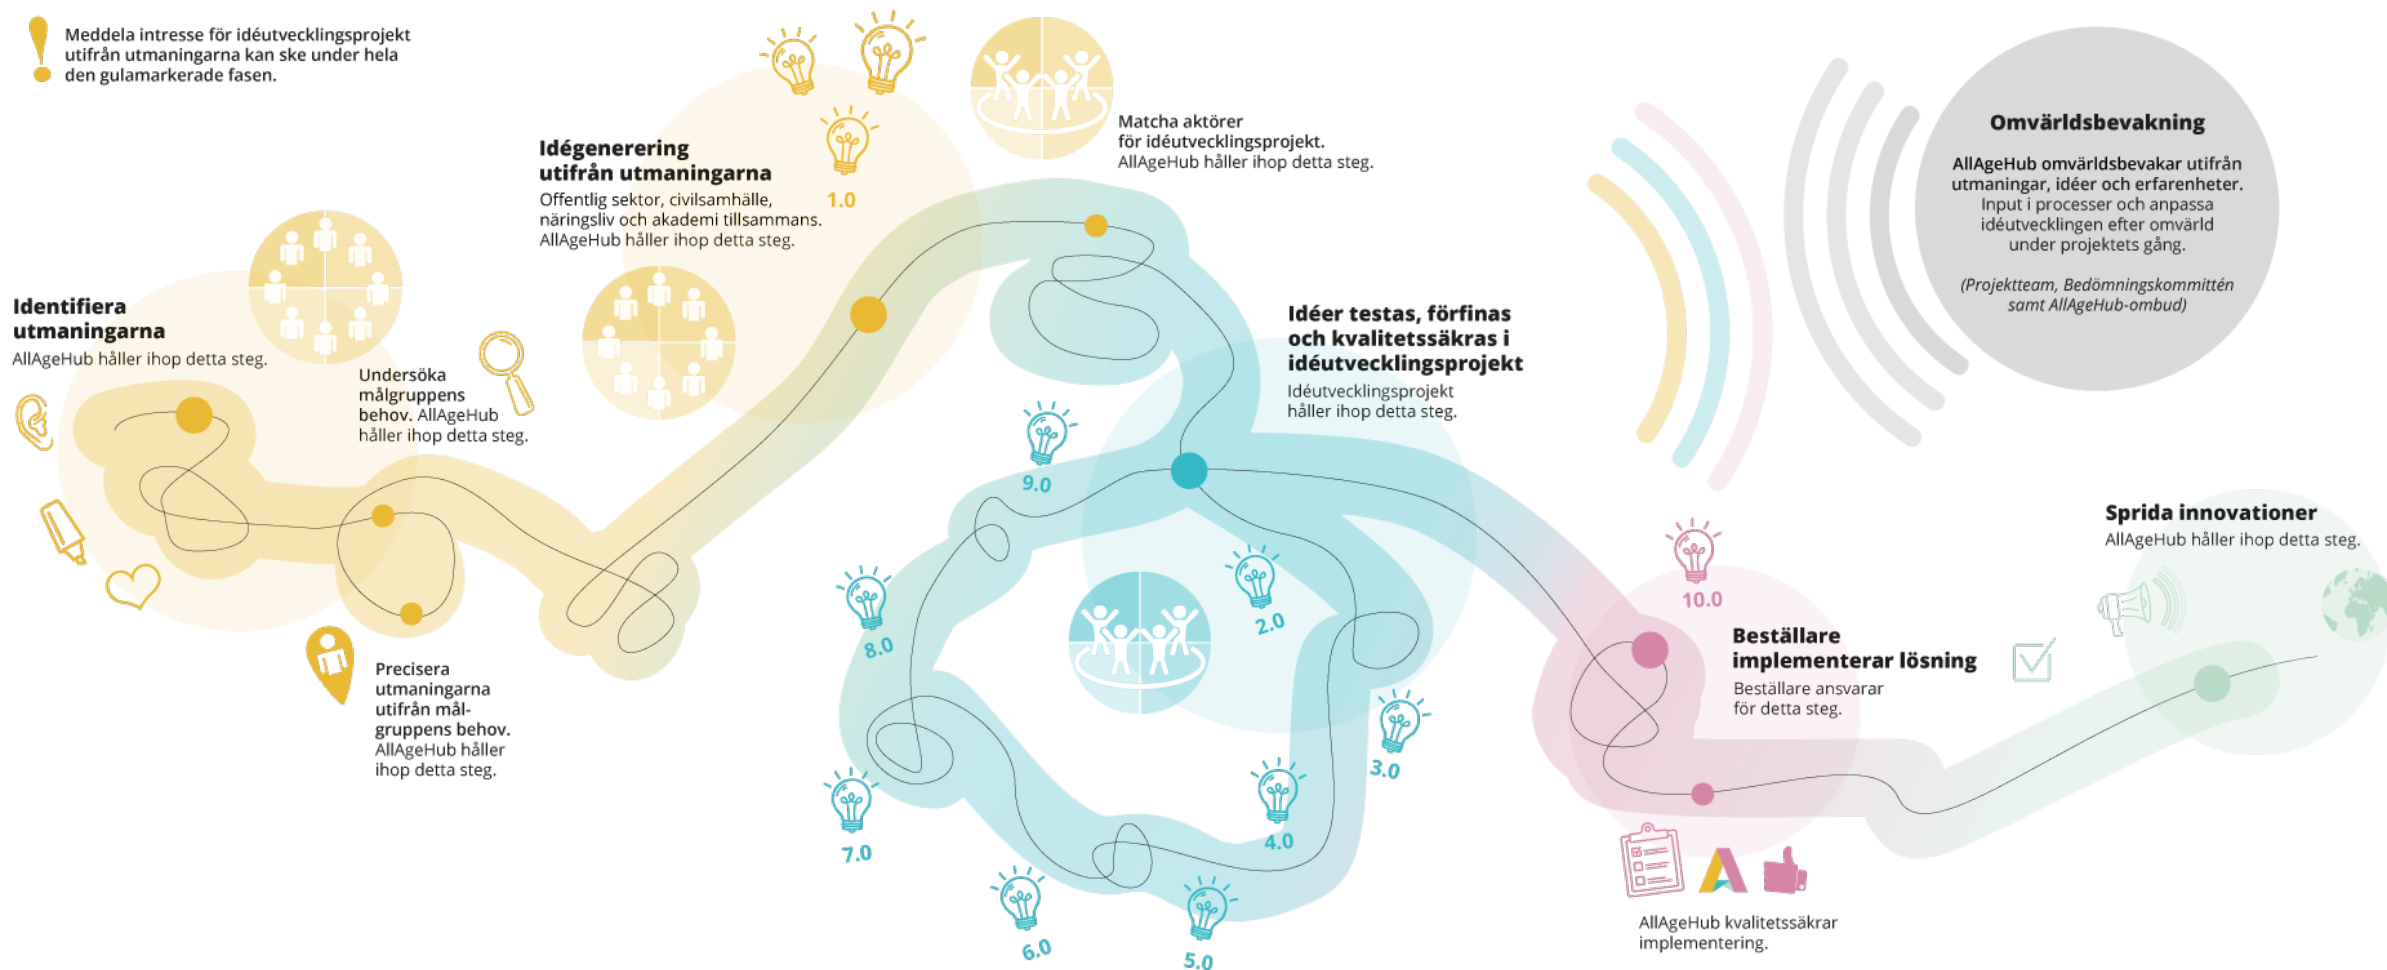 Meddela intresse för idéutvecklingsprojekt
utifrån utmaningarna kan ske under hela
den gulamarkerade fasen.
Identifiera
utmaningarna
AllAgeHub håller ihop detta steg.
Undersöka
målgruppens
behov. AllAgeHub
håller ihop detta steg.
Precisera
utmaningarna
utifrån mål-
gruppens behov.
AllAgeHub håller
ihop detta steg.
Idégenerering
utifrån utmaningarna
Offentlig sektor, civilsamhälle,
näringsliv och akademi tillsammans.
AllAgeHub håller ihop detta steg.
1.0
Matcha aktörer
för idéutvecklingsprojekt.
AllAgeHub håller ihop detta steg.
Idéer testas, förfinas
och kvalitetssäkras i
idéutvecklingsprojekt
Idéutvecklingsprojekt
håller ihop detta steg.
2.0
3.0
4.0
5.0
6.0
7.0
8.0
9.0
10.0
Beställare
implementerar lösning
Beställare ansvarar
för detta steg.
AllAgeHub kvalitetssäkrar
implementering.
Omvärldsbevakning
AllAgeHub omvärldsbevakar utifrån
utmaningar, idéer och erfarenheter.
Input i processer och anpassa
idéutvecklingen efter omvärld
under projektets gång.
(Projektteam, Bedömningskommittén
samt AllAgeHub-ombud)
Sprida innovationer
AllAgeHub håller ihop detta steg.